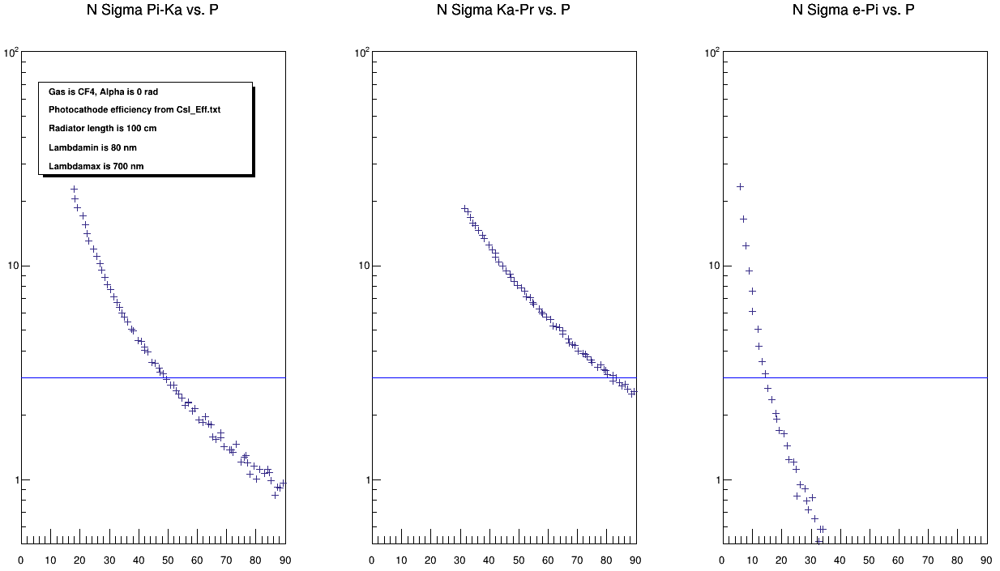 N Sigma Pi-Ka vs. P
N Sigma Ka-Pr vs. P
N Sigma e-Pi vs. P
10²
10
1
Gas is CF4, Alpha is 0 rad
Photocathode efficiency from CsI_Eff.txt
Radiator length is 100 cm
Lambdamin is 80 nm
Lambdamax is 700 nm
0 10 20 30 40 50 60 70 80 90
10²
10
1
0 10 20 30 40 50 60 70 80 90
10²
10
1
0 10 20 30 40 50 60 70 80 90